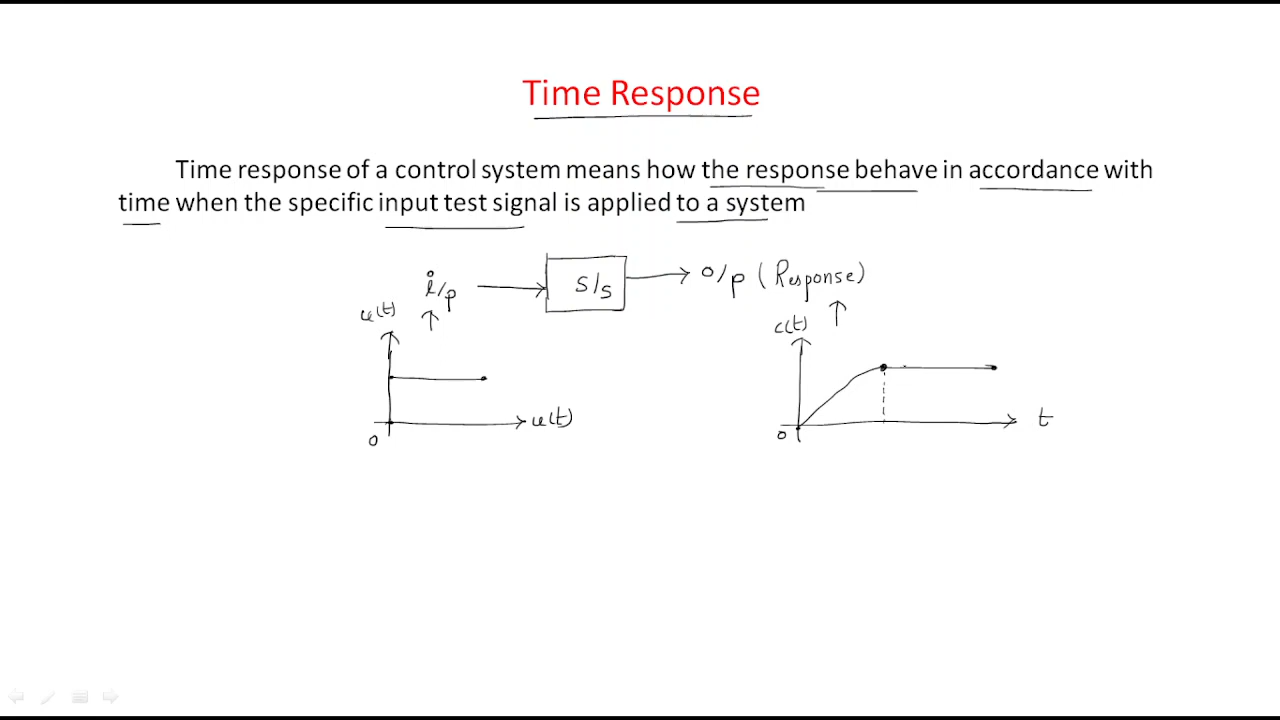 Time Response
Time response of a control system means how the response behave in accordance with
time when the specific input test signal is applied to a system
i/p
S/s
o/p (Response)
u(t)
c(t)
u(t)
t
0
0